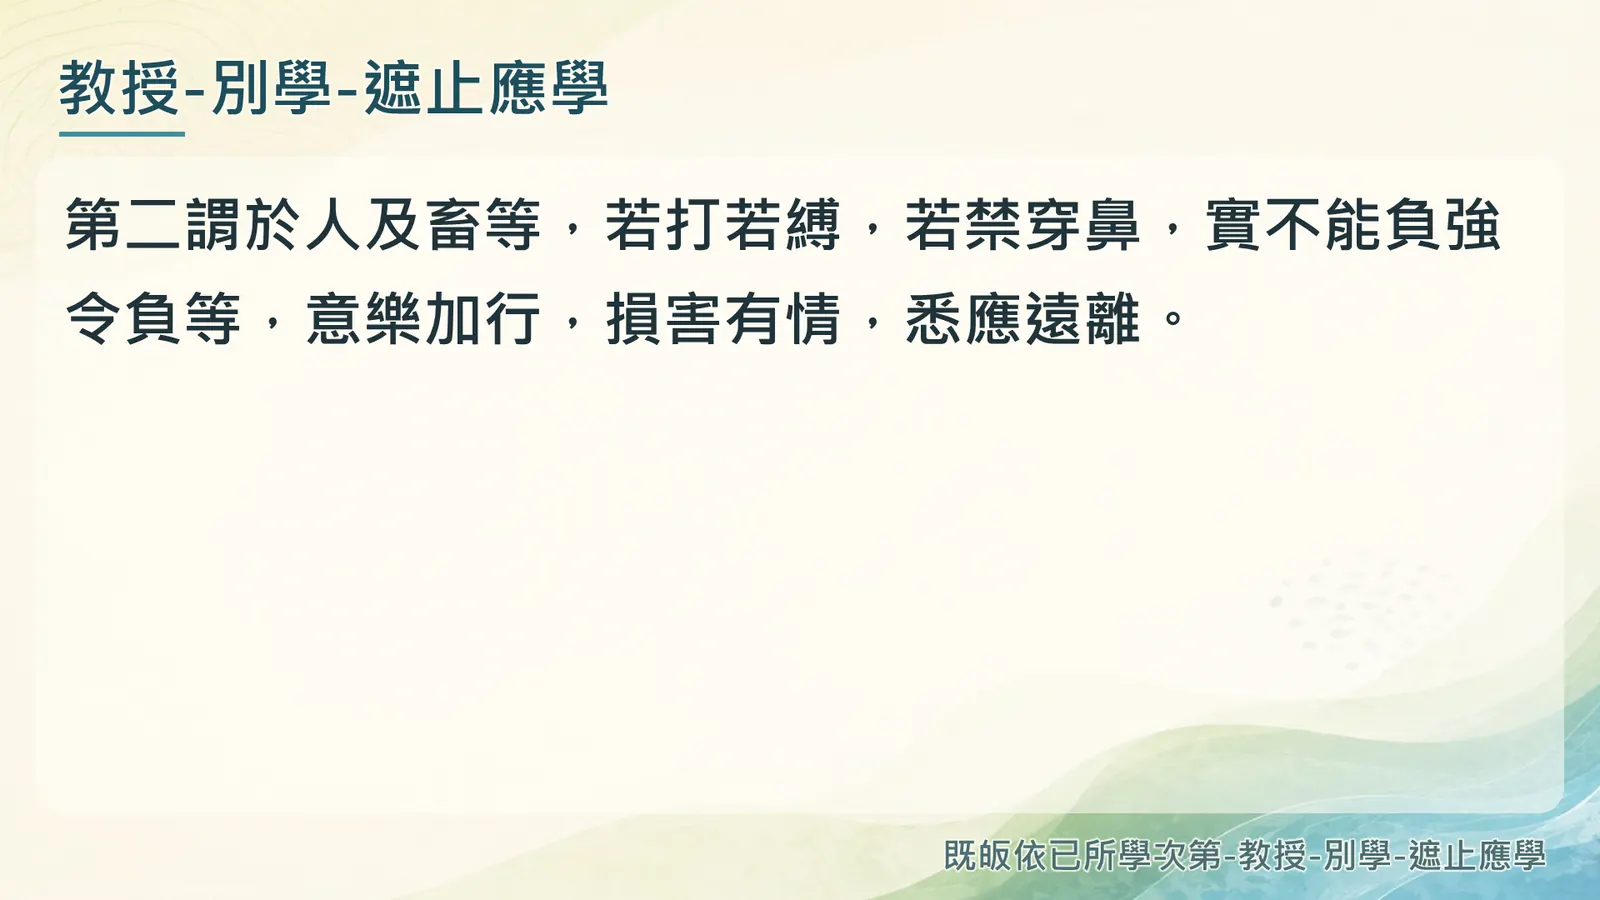 教授-別學-遮止應學
第二謂於人及畜等，若打若縛，若禁穿鼻，實不能負強
令負等，意樂加行，損害有情，悉應遠離。
既皈依已所學次第-教授-別學-遮止應學